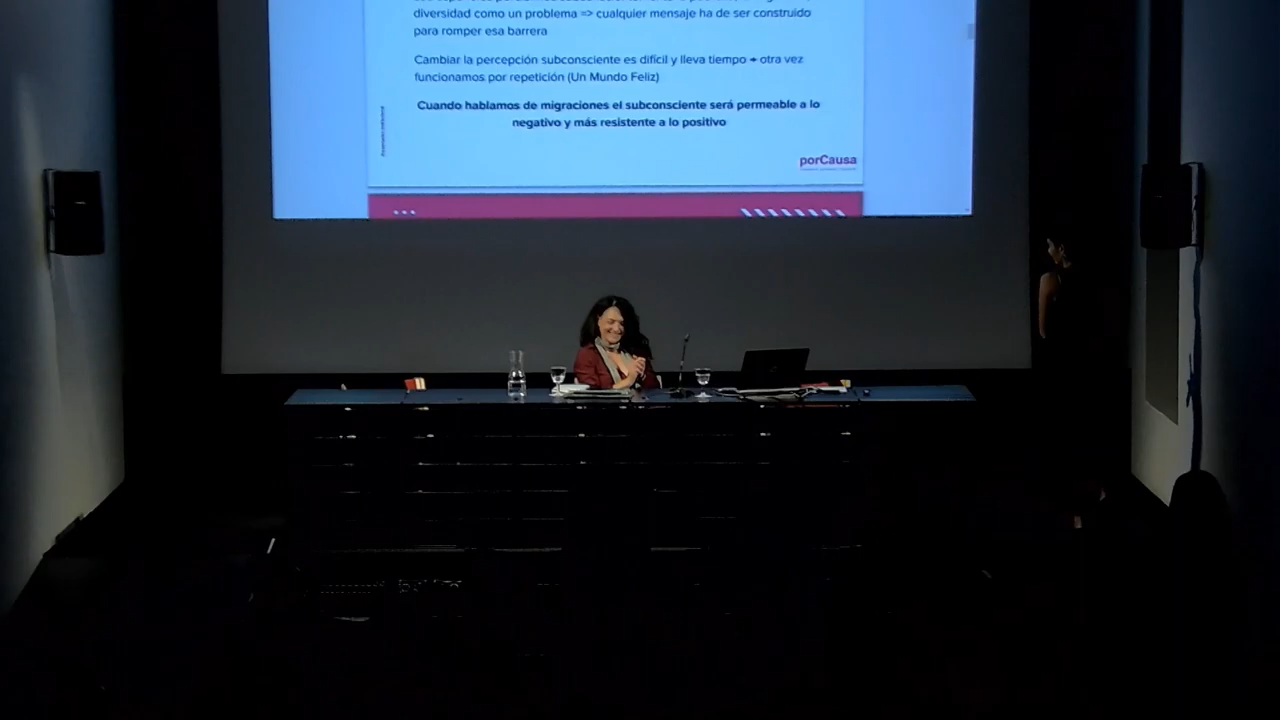 diversidad como un problema => cualquier mensaje ha de ser construido
para romper esa barrera
Cambiar la percepción subconsciente es difícil y lleva tiempo → otra vez
funcionamos por repetición (Un Mundo Feliz)
Cuando hablamos de migraciones el subconsciente será permeable a lo
negativo y más resistente a lo positivo
porCausa